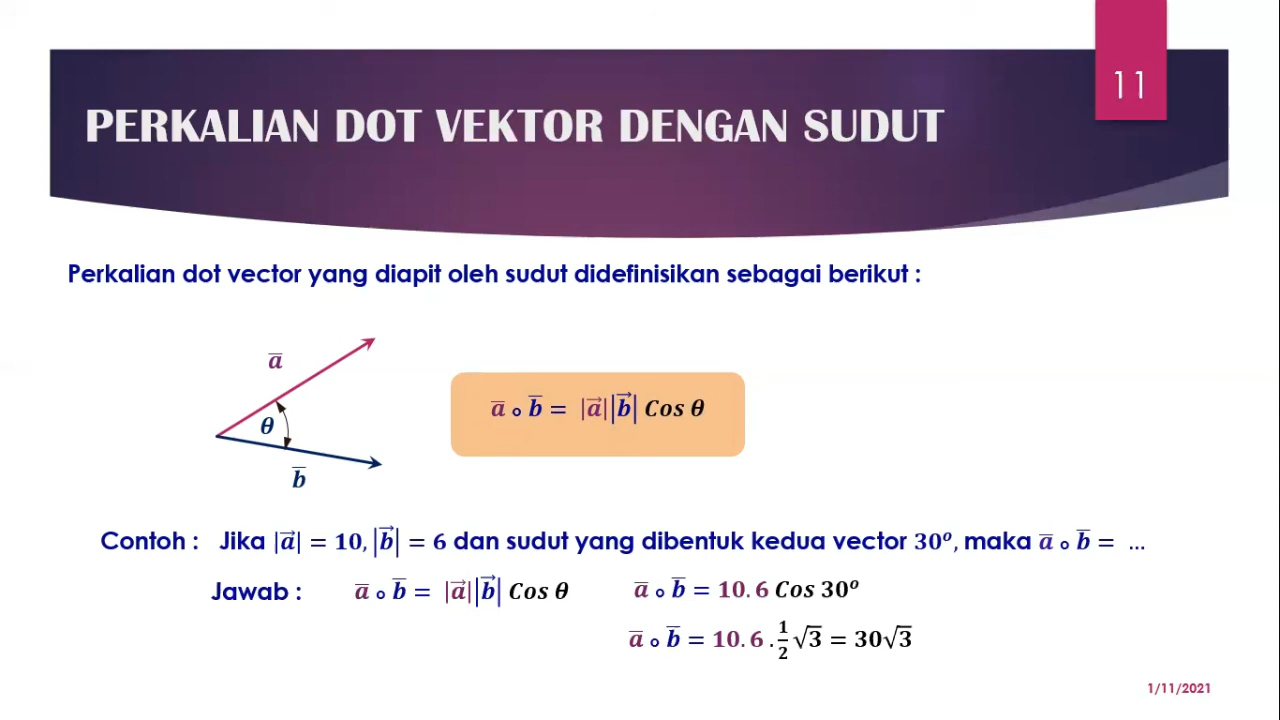 11
PERKALIAN DOT VEKTOR DENGAN SUDUT
Perkalian dot vector yang diapit oleh sudut didefinisikan sebagai berikut :
a̅
θ
b̅
a̅ ∘ b̅ = |a⃗||b⃗| Cos θ
Contoh : Jika |a⃗| = 10, |b⃗| = 6 dan sudut yang dibentuk kedua vector 30ᵒ, maka a̅ ∘ b̅ = ...
Jawab : a̅ ∘ b̅ = |a⃗||b⃗| Cos θ a̅ ∘ b̅ = 10. 6 Cos 30ᵒ
a̅ ∘ b̅ = 10. 6 . ½ √3 = 30√3
1/11/2021